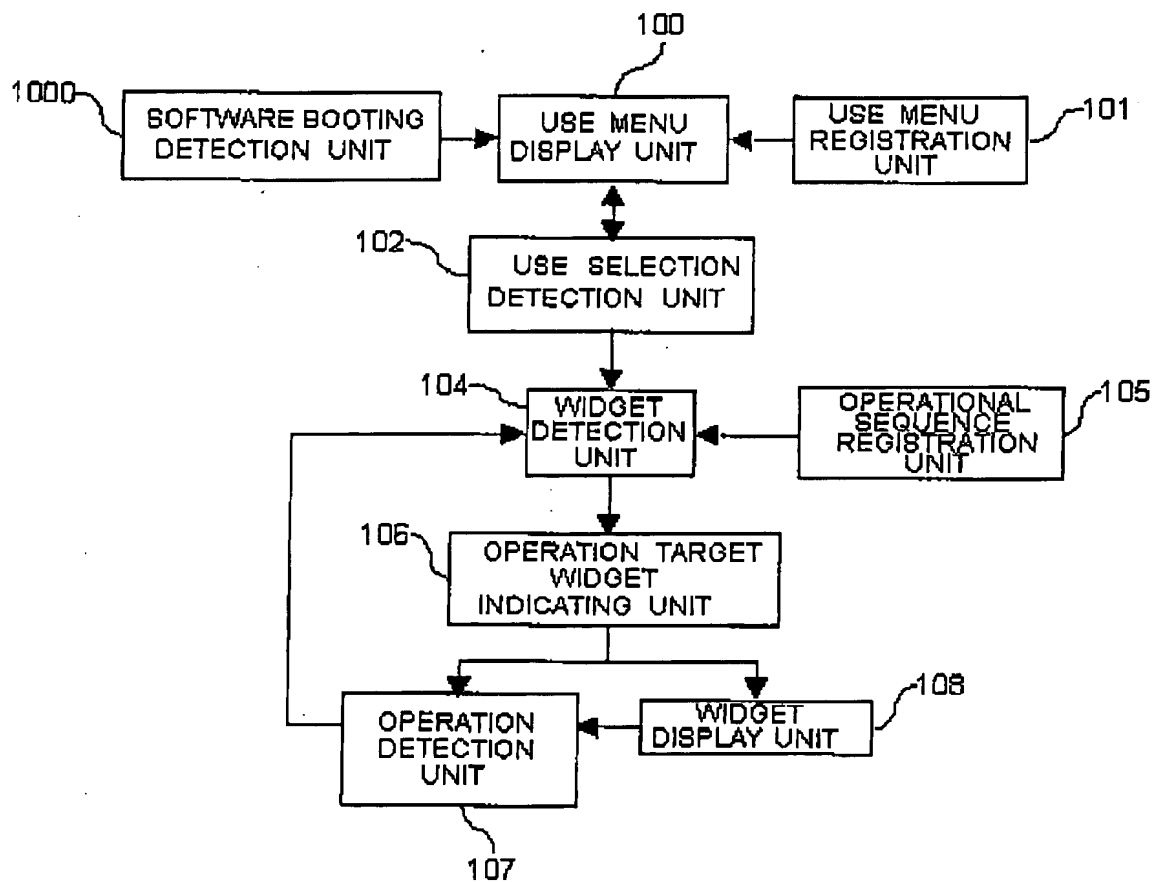 100
1000
SOFTWARE BOOTING
DETECTION UNIT
USE MENU
DISPLAY UNIT
USE MENU
REGISTRATION
UNIT
101
102
USE SELECTION
DETECTION UNIT
104
WIDGET
DETECTION
UNIT
OPERATIONAL
SEQUENCE
REGISTRATION
UNIT
105
106
OPERATION TARGET
WIDGET
INDICATING UNIT
OPERATION
DETECTION
UNIT
WIDGET
DISPLAY UNIT
108
107